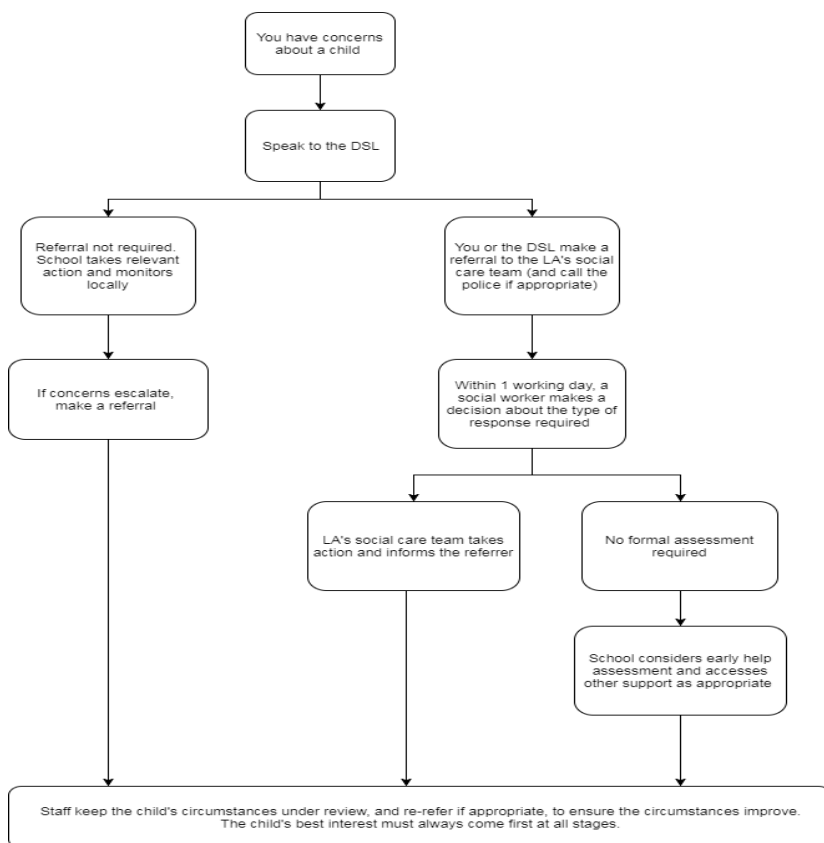 You have concerns
about a child
Speak to the DSL
Referral not required.
School takes relevant
action and monitors
locally
You or the DSL make a
referral to the LA's social
care team (and call the
police if appropriate)
If concerns escalate,
make a referral
Within 1 working day, a
social worker makes a
decision about the type of
response required
LA's social care team takes
action and informs the referrer
No formal assessment
required
School considers early help
assessment and accesses
other support as appropriate
Staff keep the child's circumstances under review, and re-refer if appropriate, to ensure the circumstances improve.
The child's best interest must always come first at all stages.